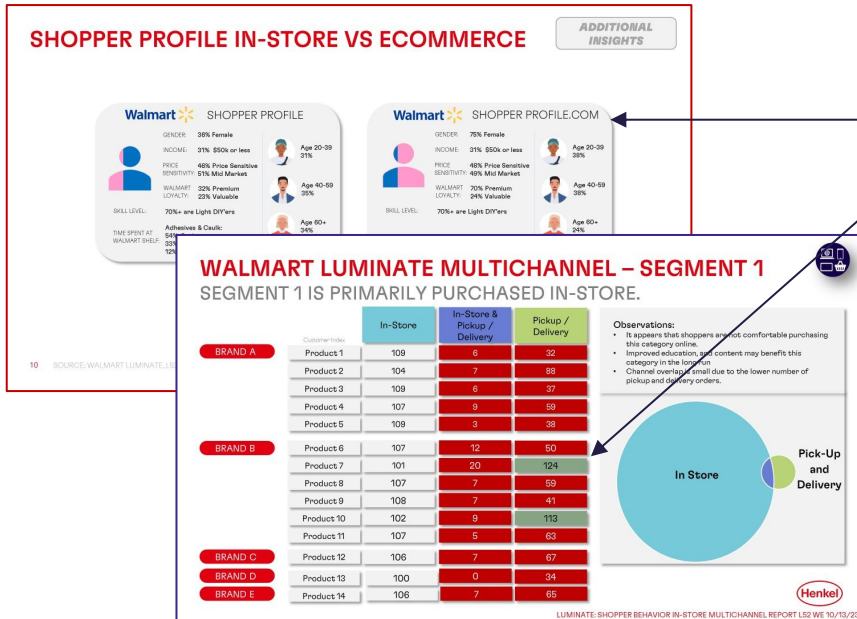 SHOPPER PROFILE IN-STORE VS ECOMMERCE
ADDITIONAL
INSIGHTS
Walmart SHOPPER PROFILE
GENDER: 36% Female
INCOME: 31% $50k or less
PRICE SENSITIVITY: 46% Price Sensitive
51% Mid Market
WALMART LOYALTY: 32% Premium
23% Valuable
SKILL LEVEL: 70%+ are Light DIY'ers
TIME SPENT AT WALMART SHELF: Adhesives & Caulk:
54%
33%
12%
Age 20-39
31%
Age 40-59
35%
Age 60+
34%
Walmart SHOPPER PROFILE.COM
GENDER: 75% Female
INCOME: 31% $50k or less
PRICE SENSITIVITY: 48% Price Sensitive
49% Mid Market
WALMART LOYALTY: 70% Premium
24% Valuable
SKILL LEVEL: 70%+ are Light DIY'ers
Age 20-39
38%
Age 40-59
38%
Age 60+
24%
10 SOURCE: WALMART LUMINATE,
WALMART LUMINATE MULTICHANNEL – SEGMENT 1
SEGMENT 1 IS PRIMARILY PURCHASED IN-STORE.
Customer Index
In-Store
In-Store &
Pickup /
Delivery
Pickup /
Delivery
BRAND A
Product 1 109 6 32
Product 2 104 7 88
Product 3 109 6 37
Product 4 107 9 59
Product 5 109 3 38
BRAND B
Product 6 107 12 50
Product 7 101 20 124
Product 8 107 7 59
Product 9 108 7 41
Product 10 102 9 113
Product 11 107 5 63
BRAND C
Product 12 106 7 67
BRAND D
Product 13 100 0 34
BRAND E
Product 14 106 7 65
Observations:
• It appears that shoppers are not comfortable purchasing
this category online.
• Improved education, and content may benefit this
category in the long run
• Channel overlap is small due to the lower number of
pickup and delivery orders.
In Store
Pick-Up
and
Delivery
Henkel
LUMINATE: SHOPPER BEHAVIOR IN-STORE MULTICHANNEL REPORT L52 WE 10/13/23